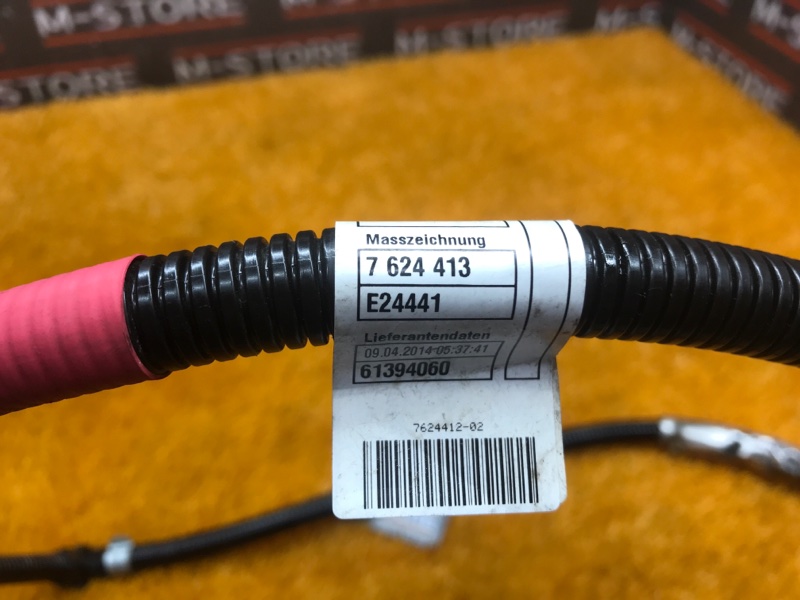 M-STORE
M-STORE
M-STORE
M-STORE
M-STORE
Masszeichnung
7 624 413
E24441
Lieferantendaten
09.04.2014 05:37:41
61394060
7624412-02